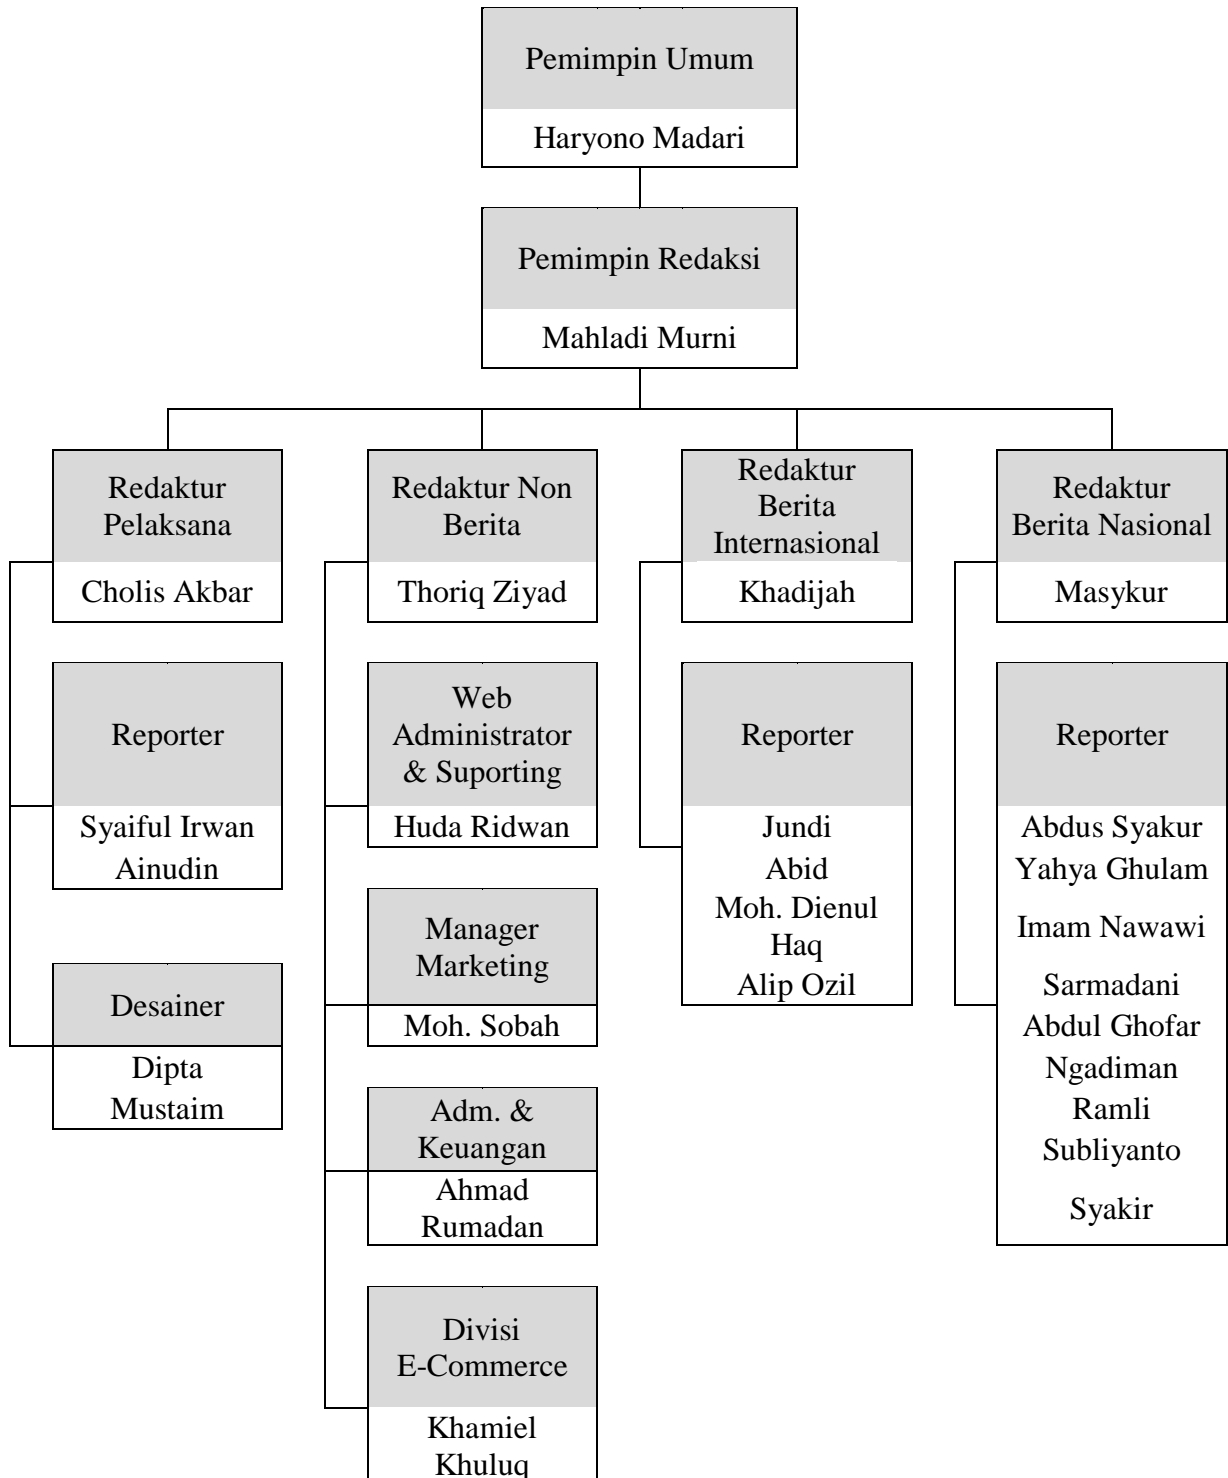 Pemimpin Umum
Haryono Madari
Pemimpin Redaksi
Mahladi Murni
Redaktur
Pelaksana
Cholis Akbar
Redaktur Non
Berita
Thoriq Ziyad
Redaktur
Berita
Internasional
Khadijah
Redaktur
Berita Nasional
Masykur
Reporter
Syaiful Irwan
Ainudin
Desainer
Dipta
Mustaim
Web
Administrator
& Suporting
Huda Ridwan
Manager
Marketing
Moh. Sobah
Adm. &
Keuangan
Ahmad
Rumadan
Divisi
E-Commerce
Khamiel
Khuluq
Reporter
Jundi
Abid
Moh. Dienul
Haq
Alip Ozil
Reporter
Abdus Syakur
Yahya Ghulam
Imam Nawawi
Sarmadani
Abdul Ghofar
Ngadiman
Ramli
Subliyanto
Syakir